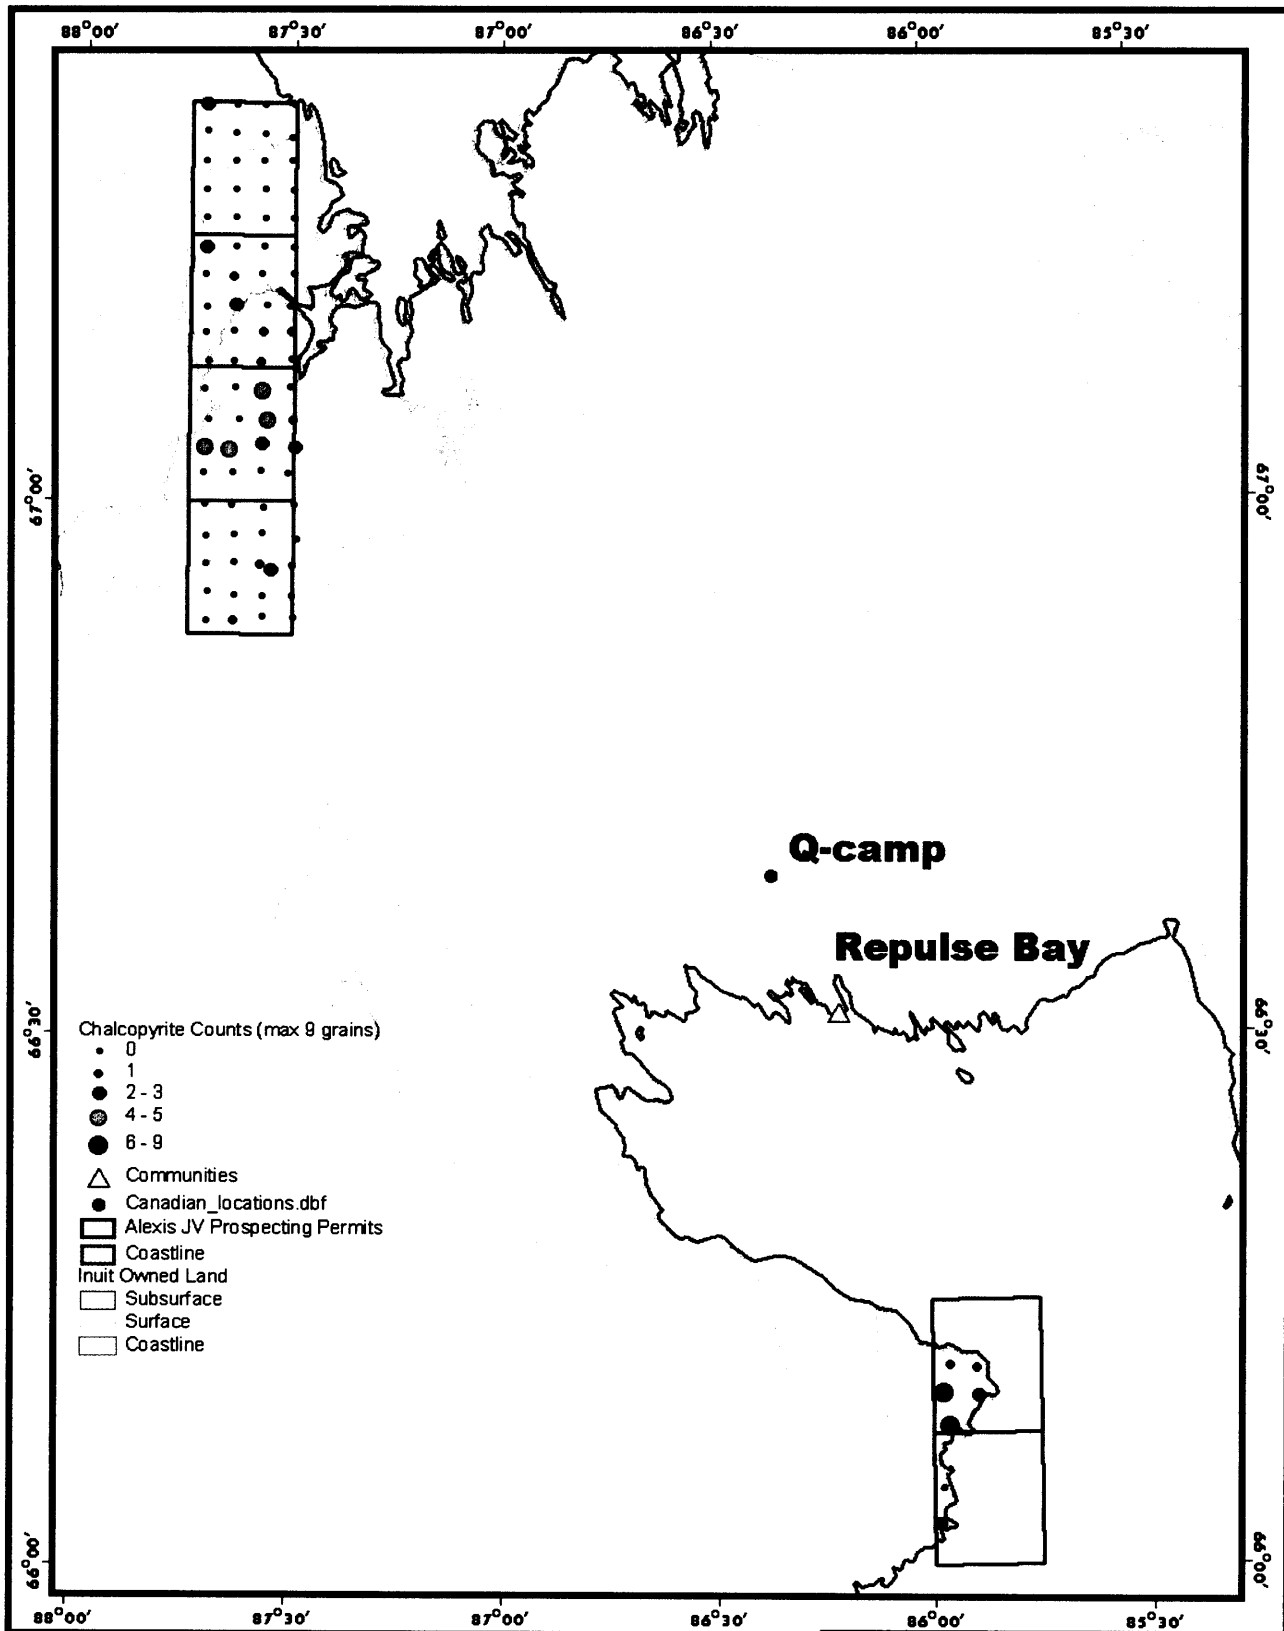 88°00' 87°30' 87°00' 86°30' 86°00' 85°30'
67°00' 67°00'
Q-camp
Repulse Bay
66°30' 66°30'
Chalcopyrite Counts (max 9 grains)
0
1
2 - 3
4 - 5
6 - 9
Communities
Canadian_locations.dbf
Alexis JV Prospecting Permits
Coastline
Inuit Owned Land
Subsurface
Surface
Coastline
66°00' 66°00'
88°00' 87°30' 87°00' 86°30' 86°00' 85°30'